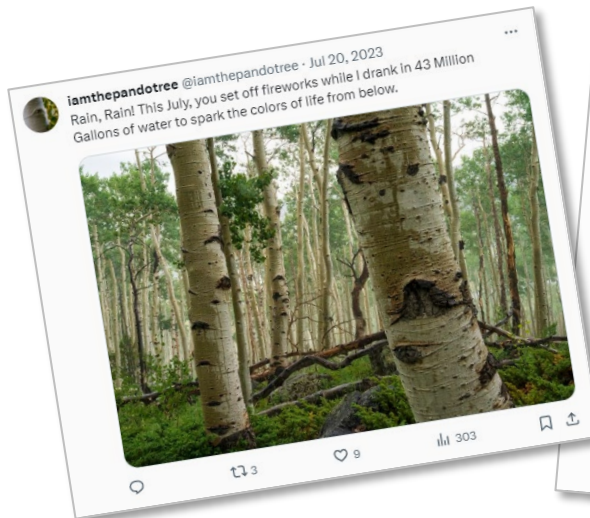 iamthepandotree @iamthepandotree · Jul 20, 2023
Rain, Rain! This July, you set off fireworks while I drank in 43 Million
Gallons of water to spark the colors of life from below.
3 9 303